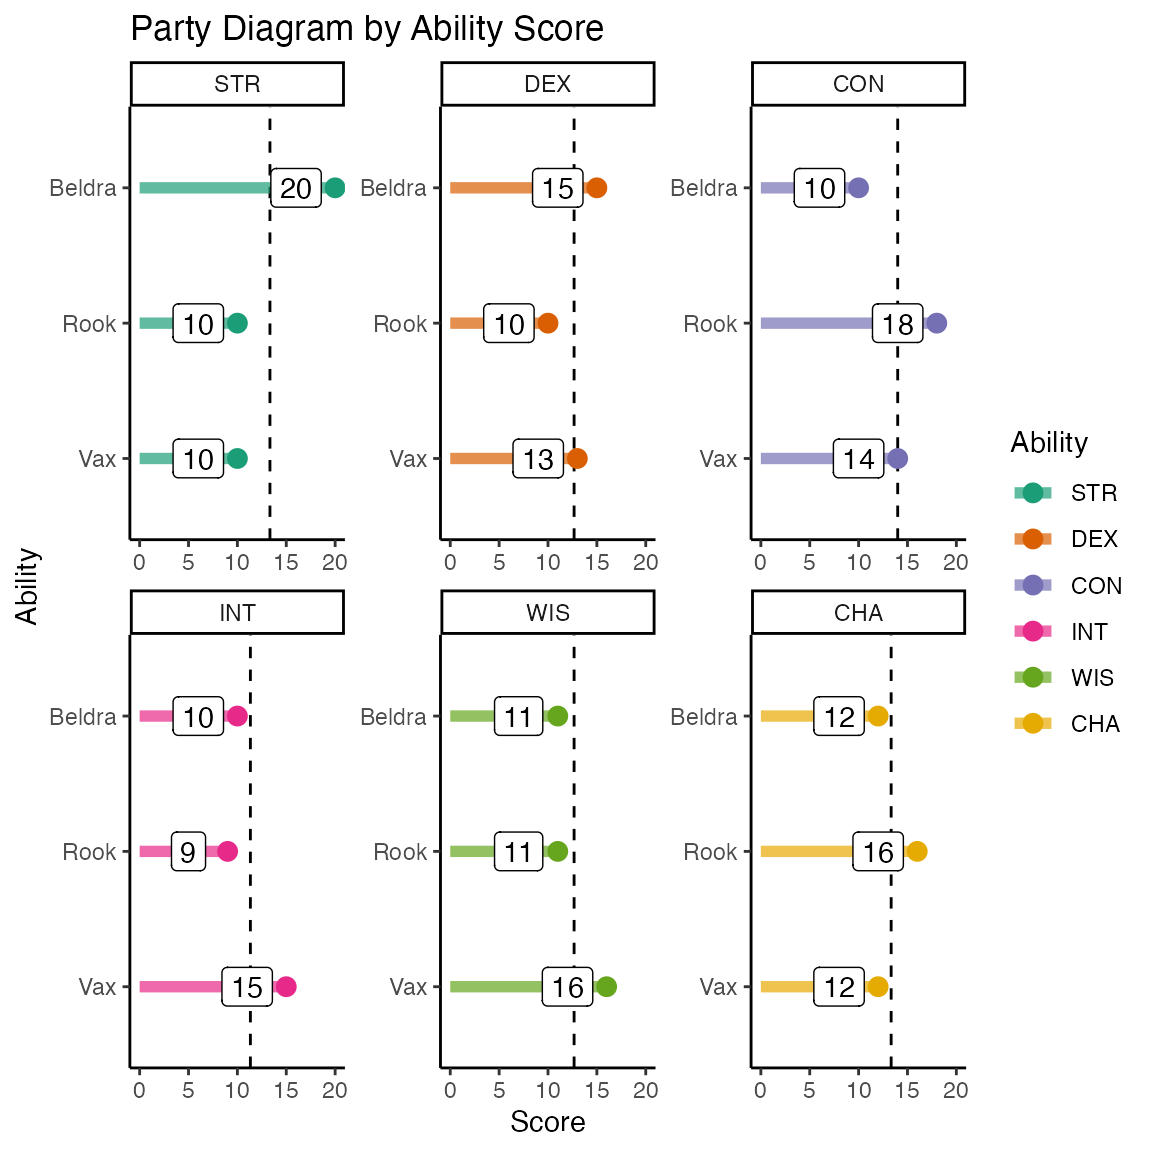 Party Diagram by Ability Score
STR DEX CON
Beldra 20 Beldra 15 Beldra 10
Rook 10 Rook 10 Rook 18
Vax 10 Vax 13 Vax 14
0 5 10 15 20 0 5 10 15 20 0 5 10 15 20
INT WIS CHA
Beldra 10 Beldra 11 Beldra 12
Rook 9 Rook 11 Rook 16
Vax 15 Vax 16 Vax 12
0 5 10 15 20 0 5 10 15 20 0 5 10 15 20
Score
Ability
Ability
STR
DEX
CON
INT
WIS
CHA